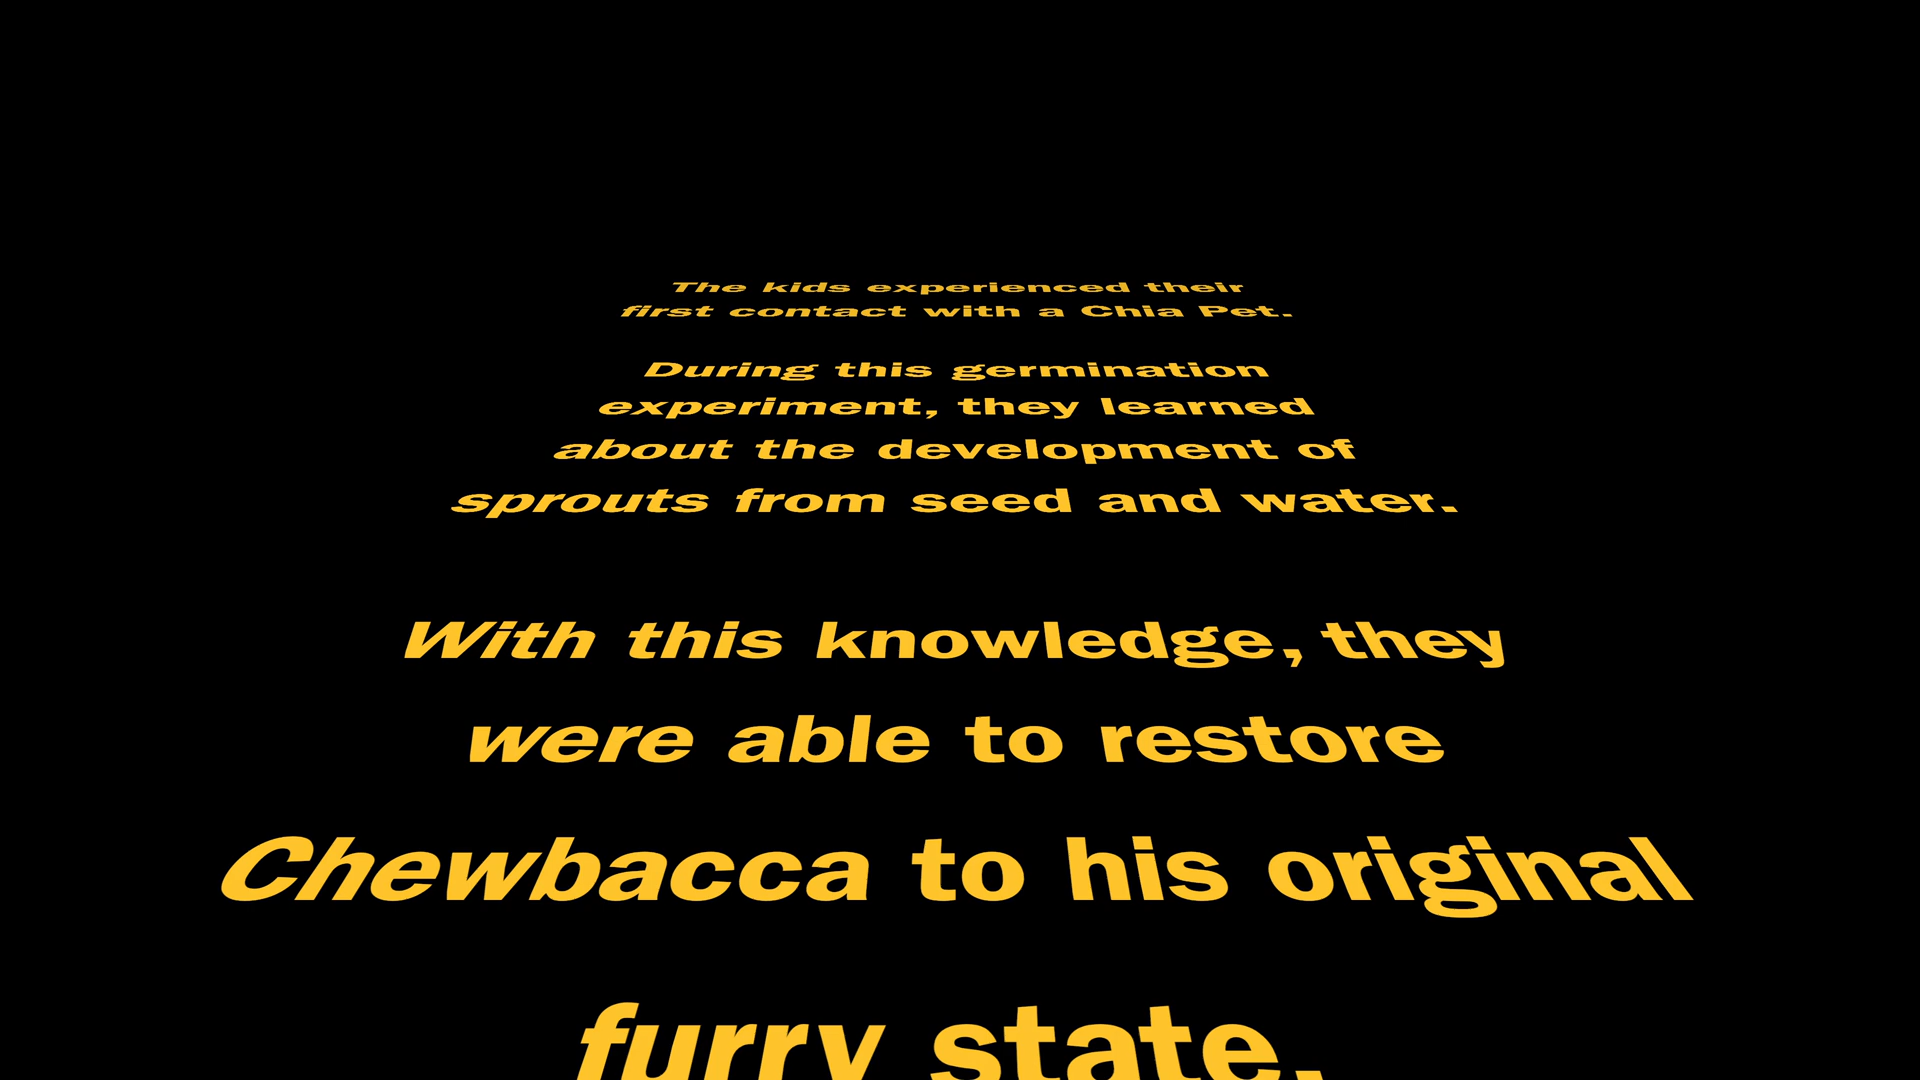 The kids experienced their
first contact with a Chia Pet.
During this germination
experiment, they learned
about the development of
sprouts from seed and water.
With this knowledge, they
were able to restore
Chewbacca to his original
furry state.